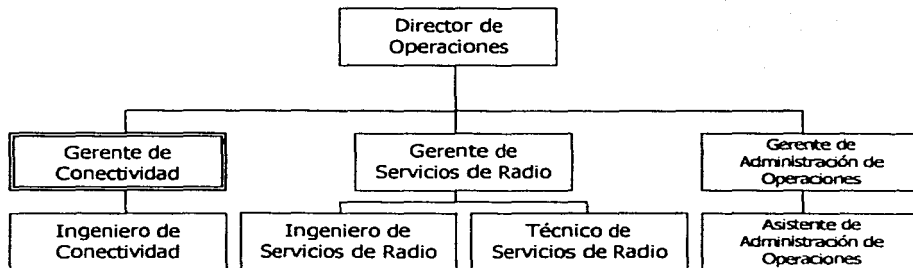 Director de
Operaciones
Gerente de
Conectividad
Gerente de
Servicios de Radio
Gerente de
Administración de
Operaciones
Ingeniero de
Conectividad
Ingeniero de
Servicios de Radio
Técnico de
Servicios de Radio
Asistente de
Administración de
Operaciones